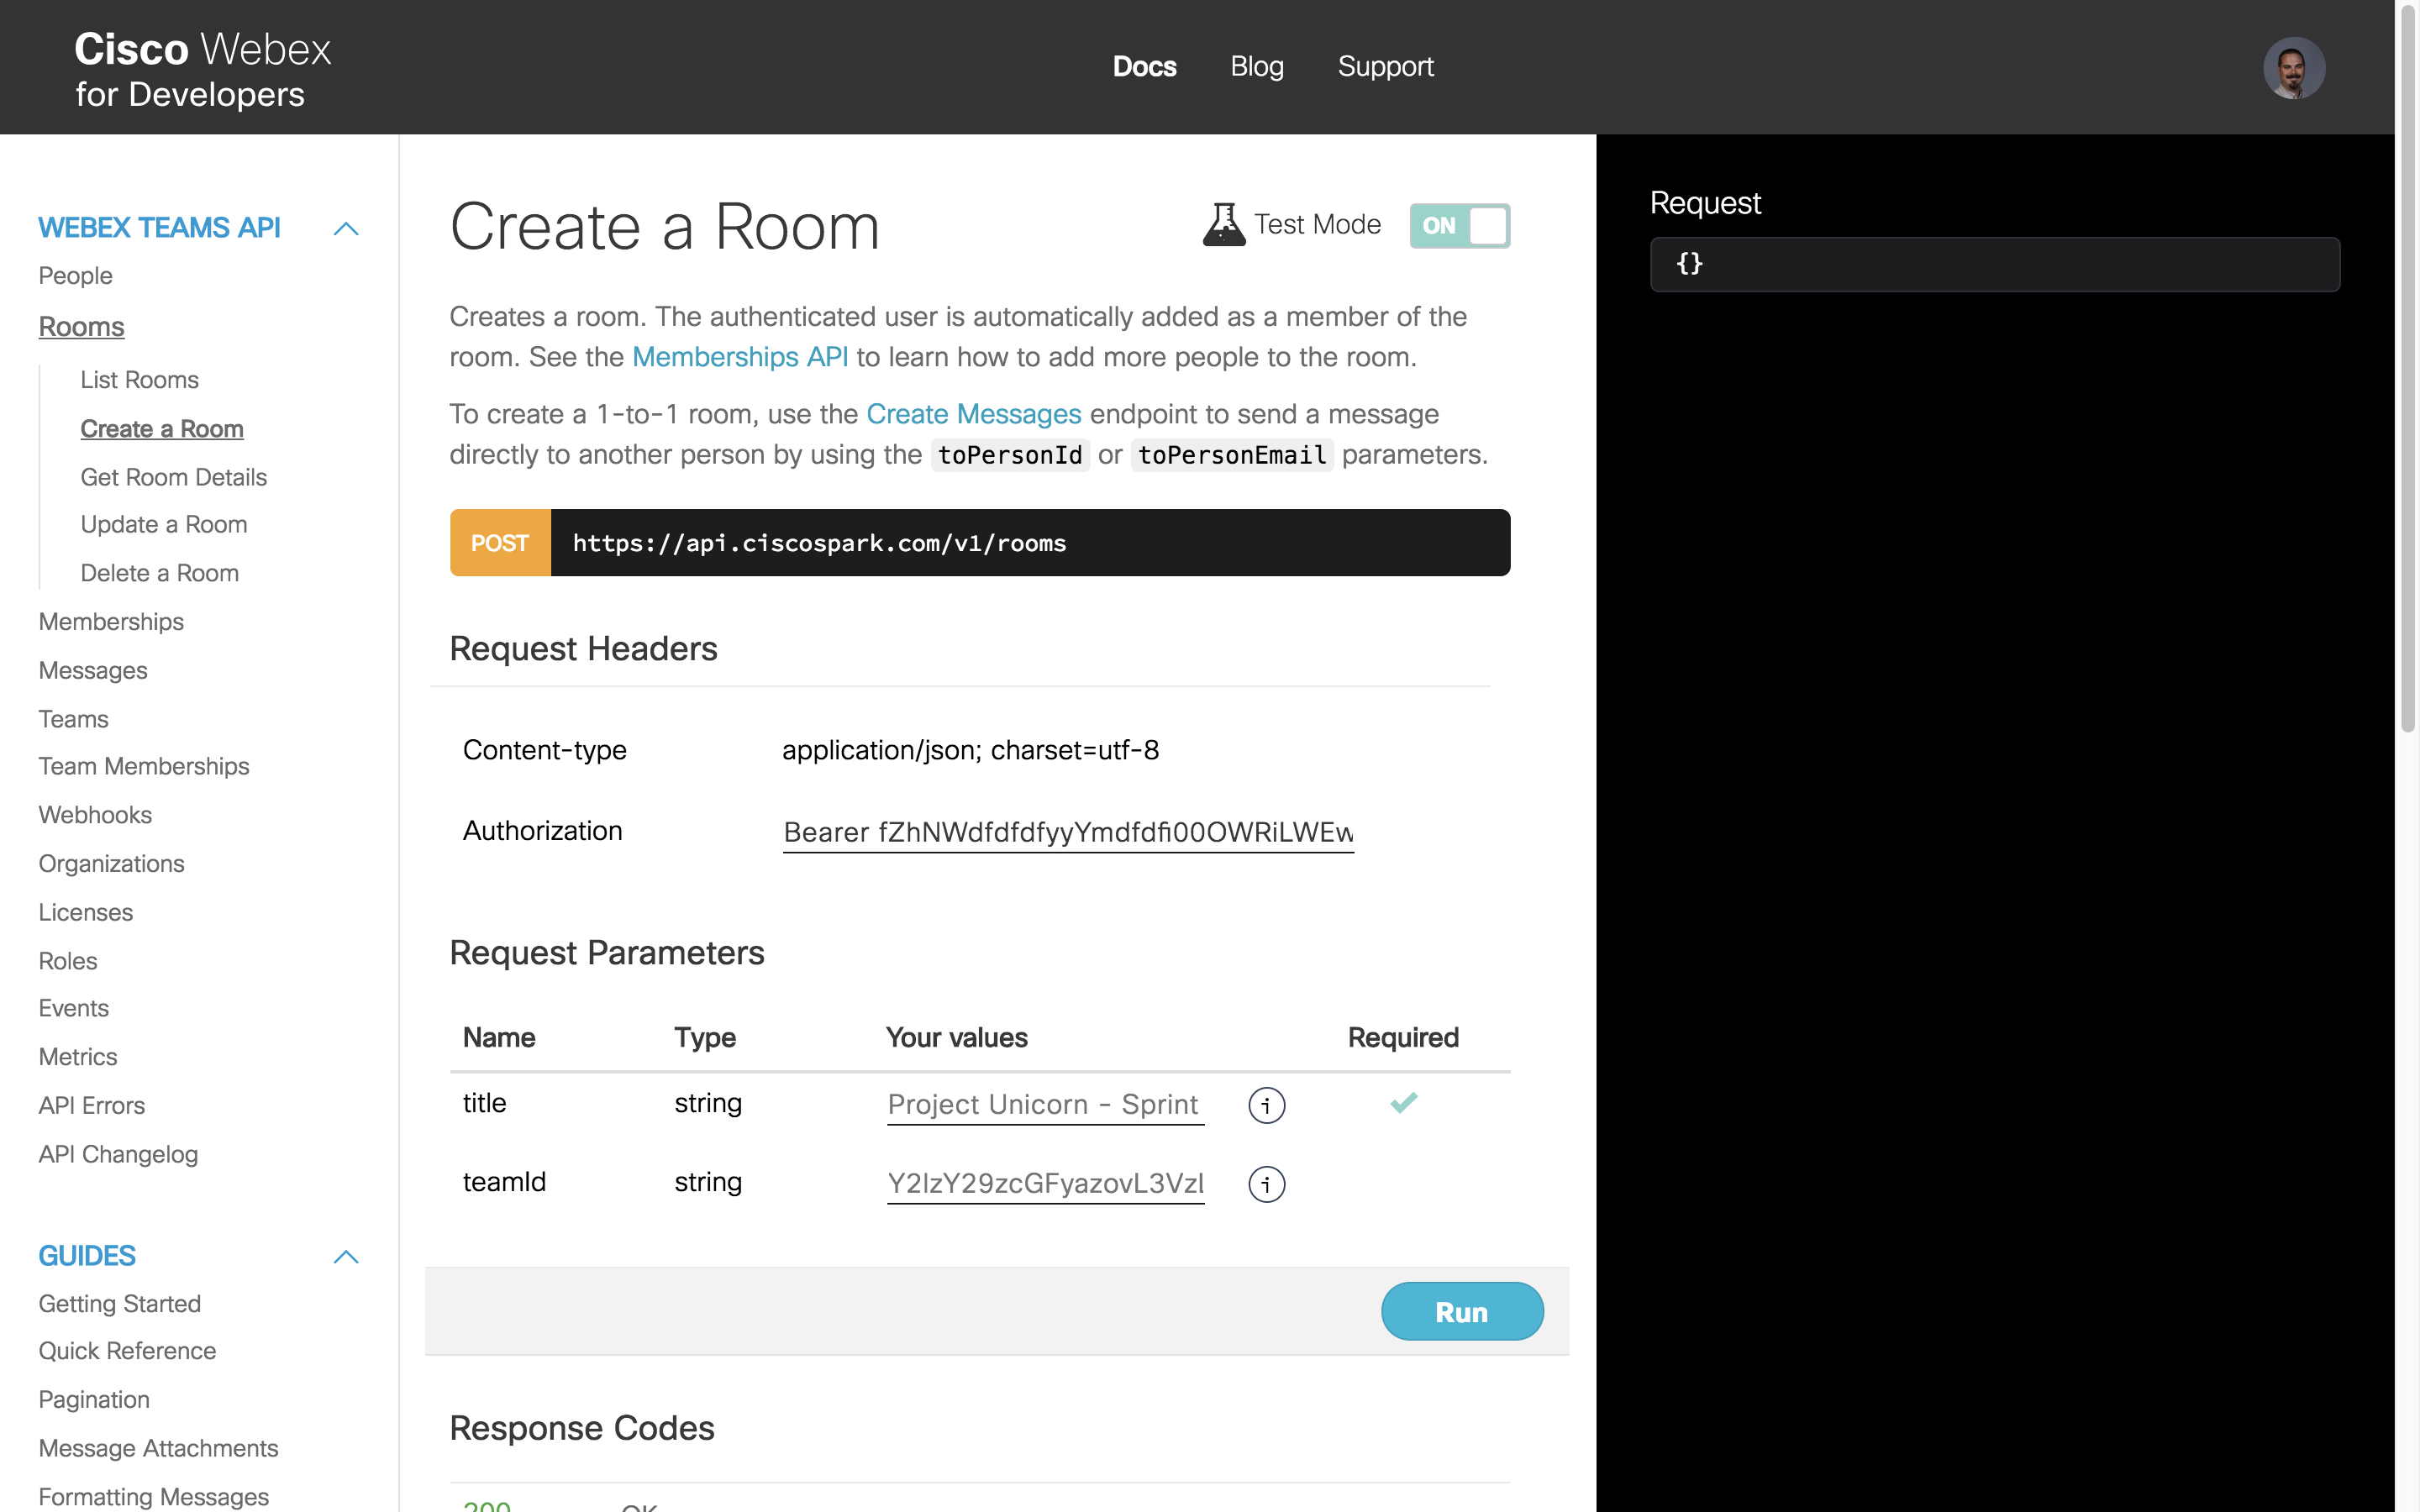 Cisco Webex
for Developers
Docs
Blog
Support
WEBEX TEAMS API
People
Rooms
List Rooms
Create a Room
Get Room Details
Update a Room
Delete a Room
Memberships
Messages
Teams
Team Memberships
Webhooks
Organizations
Licenses
Roles
Events
Metrics
API Errors
API Changelog
GUIDES
Getting Started
Quick Reference
Pagination
Message Attachments
Formatting Messages
Create a Room
Test Mode
ON
Creates a room. The authenticated user is automatically added as a member of the
room. See the Memberships API to learn how to add more people to the room.
To create a 1-to-1 room, use the Create Messages endpoint to send a message
directly to another person by using the toPersonId or toPersonEmail parameters.
POST https://api.ciscospark.com/v1/rooms
Request Headers
Content-type application/json; charset=utf-8
Authorization Bearer fZhNWdfdfdfyyYmdfdfi00OWRiLWEw
Request Parameters
Name Type Your values Required
title string Project Unicorn - Sprint i
teamId string Y2lzY29zcGFyazovL3Vz i
Run
Response Codes
200 OK
Request
{}